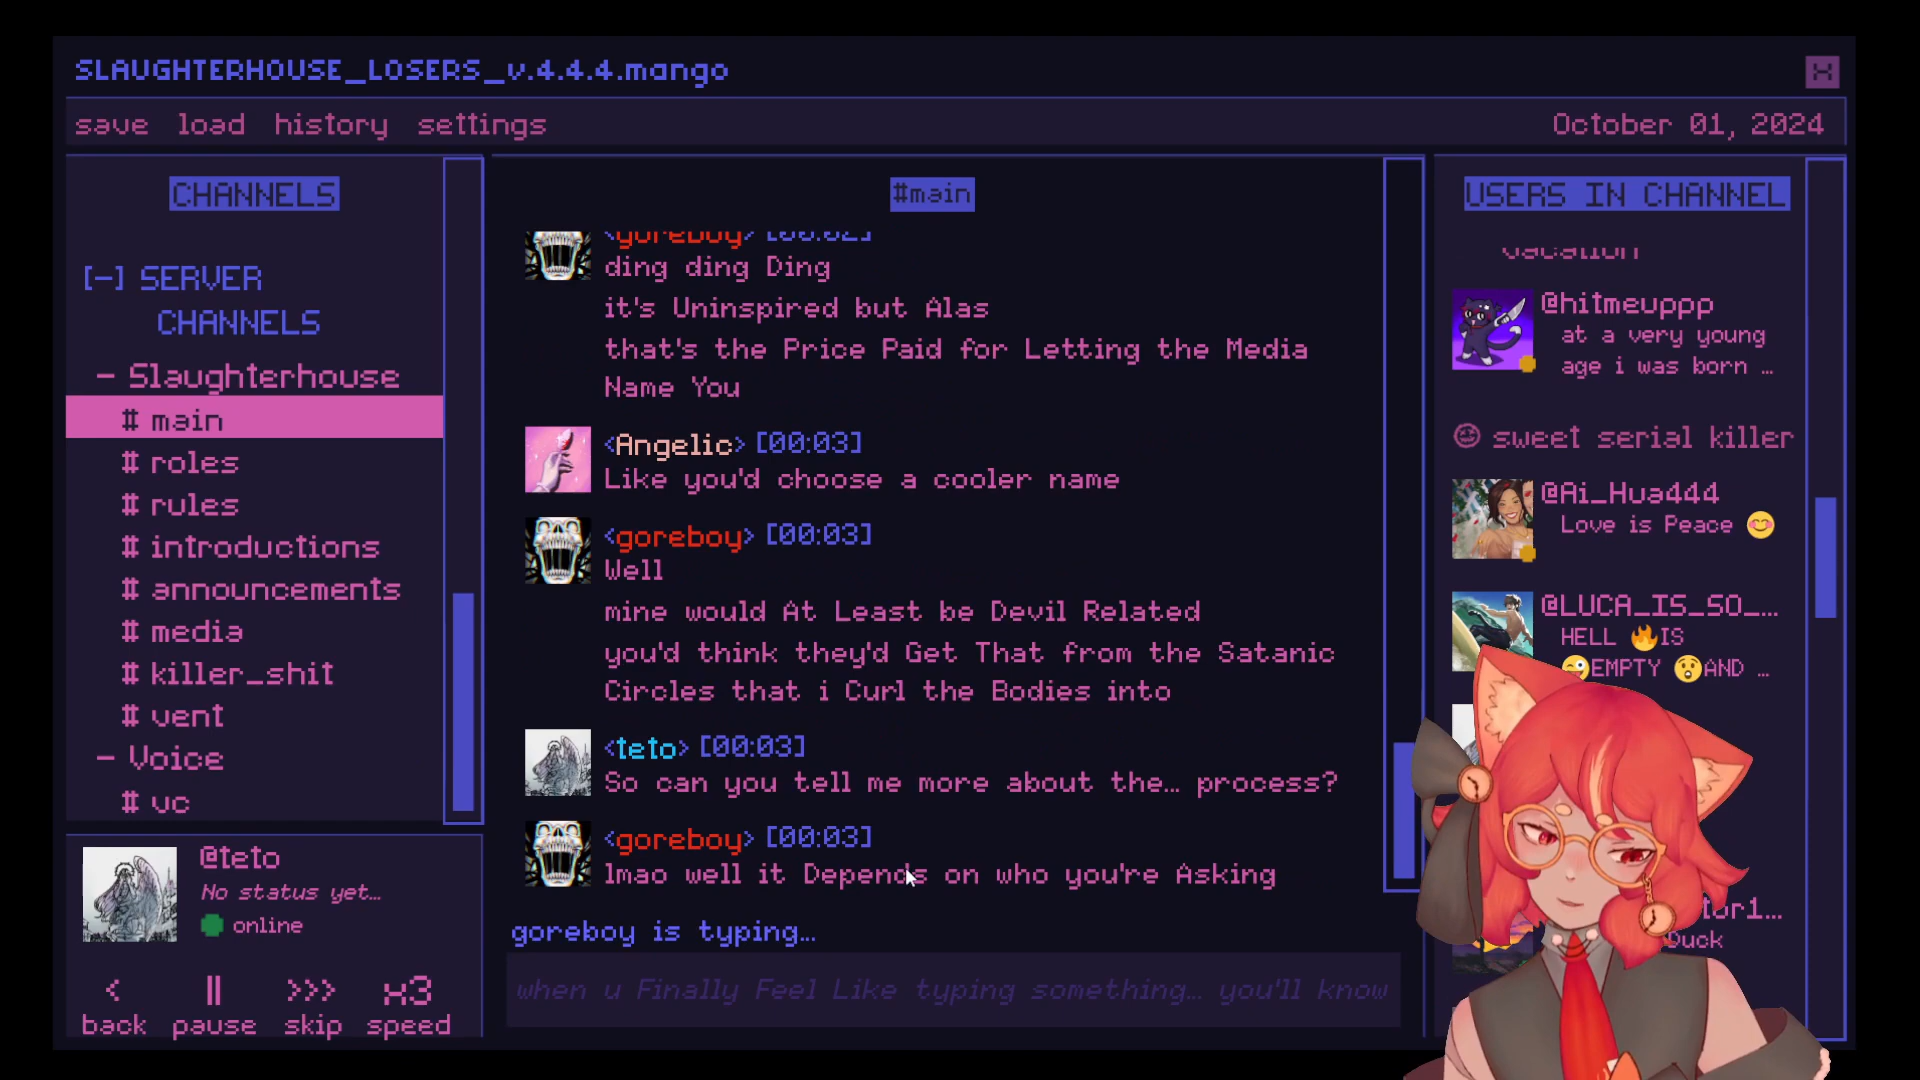 SLAUGHTERHOUSE_LOSERS_v.4.4.4.mango
X
save load history settings
October 01, 2024
CHANNELS
[-] SERVER
CHANNELS
- Slaughterhouse
# main
# roles
# rules
# introductions
# announcements
# media
# killer_shit
# vent
- Voice
# vc
@teto
No status yet...
online
< || >>> x3
back pause skip speed
#main
<goreboy> [00:02]
ding ding Ding
it's Uninspired but Alas
that's the Price Paid for Letting the Media
Name You
<Angelic> [00:03]
Like you'd choose a cooler name
<goreboy> [00:03]
Well
mine would At Least be Devil Related
you'd think they'd Get That from the Satanic
Circles that i Curl the Bodies into
<teto> [00:03]
So can you tell me more about the... process?
<goreboy> [00:03]
lmao well it Depends on who you're Asking
goreboy is typing...
when u Finally Feel Like typing something... you'll know
USERS IN CHANNEL
vacation
@hitmeuppp
at a very young
age i was born ...
sweet serial killer
@Ai_Hua444
Love is Peace 😊
@LUCA_IS_SO_...
HELL 🔥IS
😜EMPTY 😲AND ...
tor1...
Duck